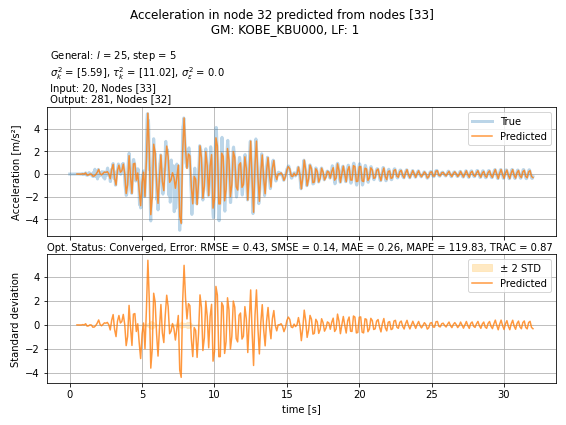 Acceleration in node 32 predicted from nodes [33]
GM: KOBE_KBU000, LF: 1
General: l = 25, step = 5
σ²ₖ = [5.59], τ²ₖ = [11.02], σ²ε = 0.0
Input: 20, Nodes [33]
Output: 281, Nodes [32]
True
Predicted
Acceleration [m/s²]
4
2
0
−2
−4
Opt. Status: Converged, Error: RMSE = 0.43, SMSE = 0.14, MAE = 0.26, MAPE = 119.83, TRAC = 0.87
± 2 STD
Predicted
Standard deviation
4
2
0
−2
−4
0 5 10 15 20 25 30
time [s]